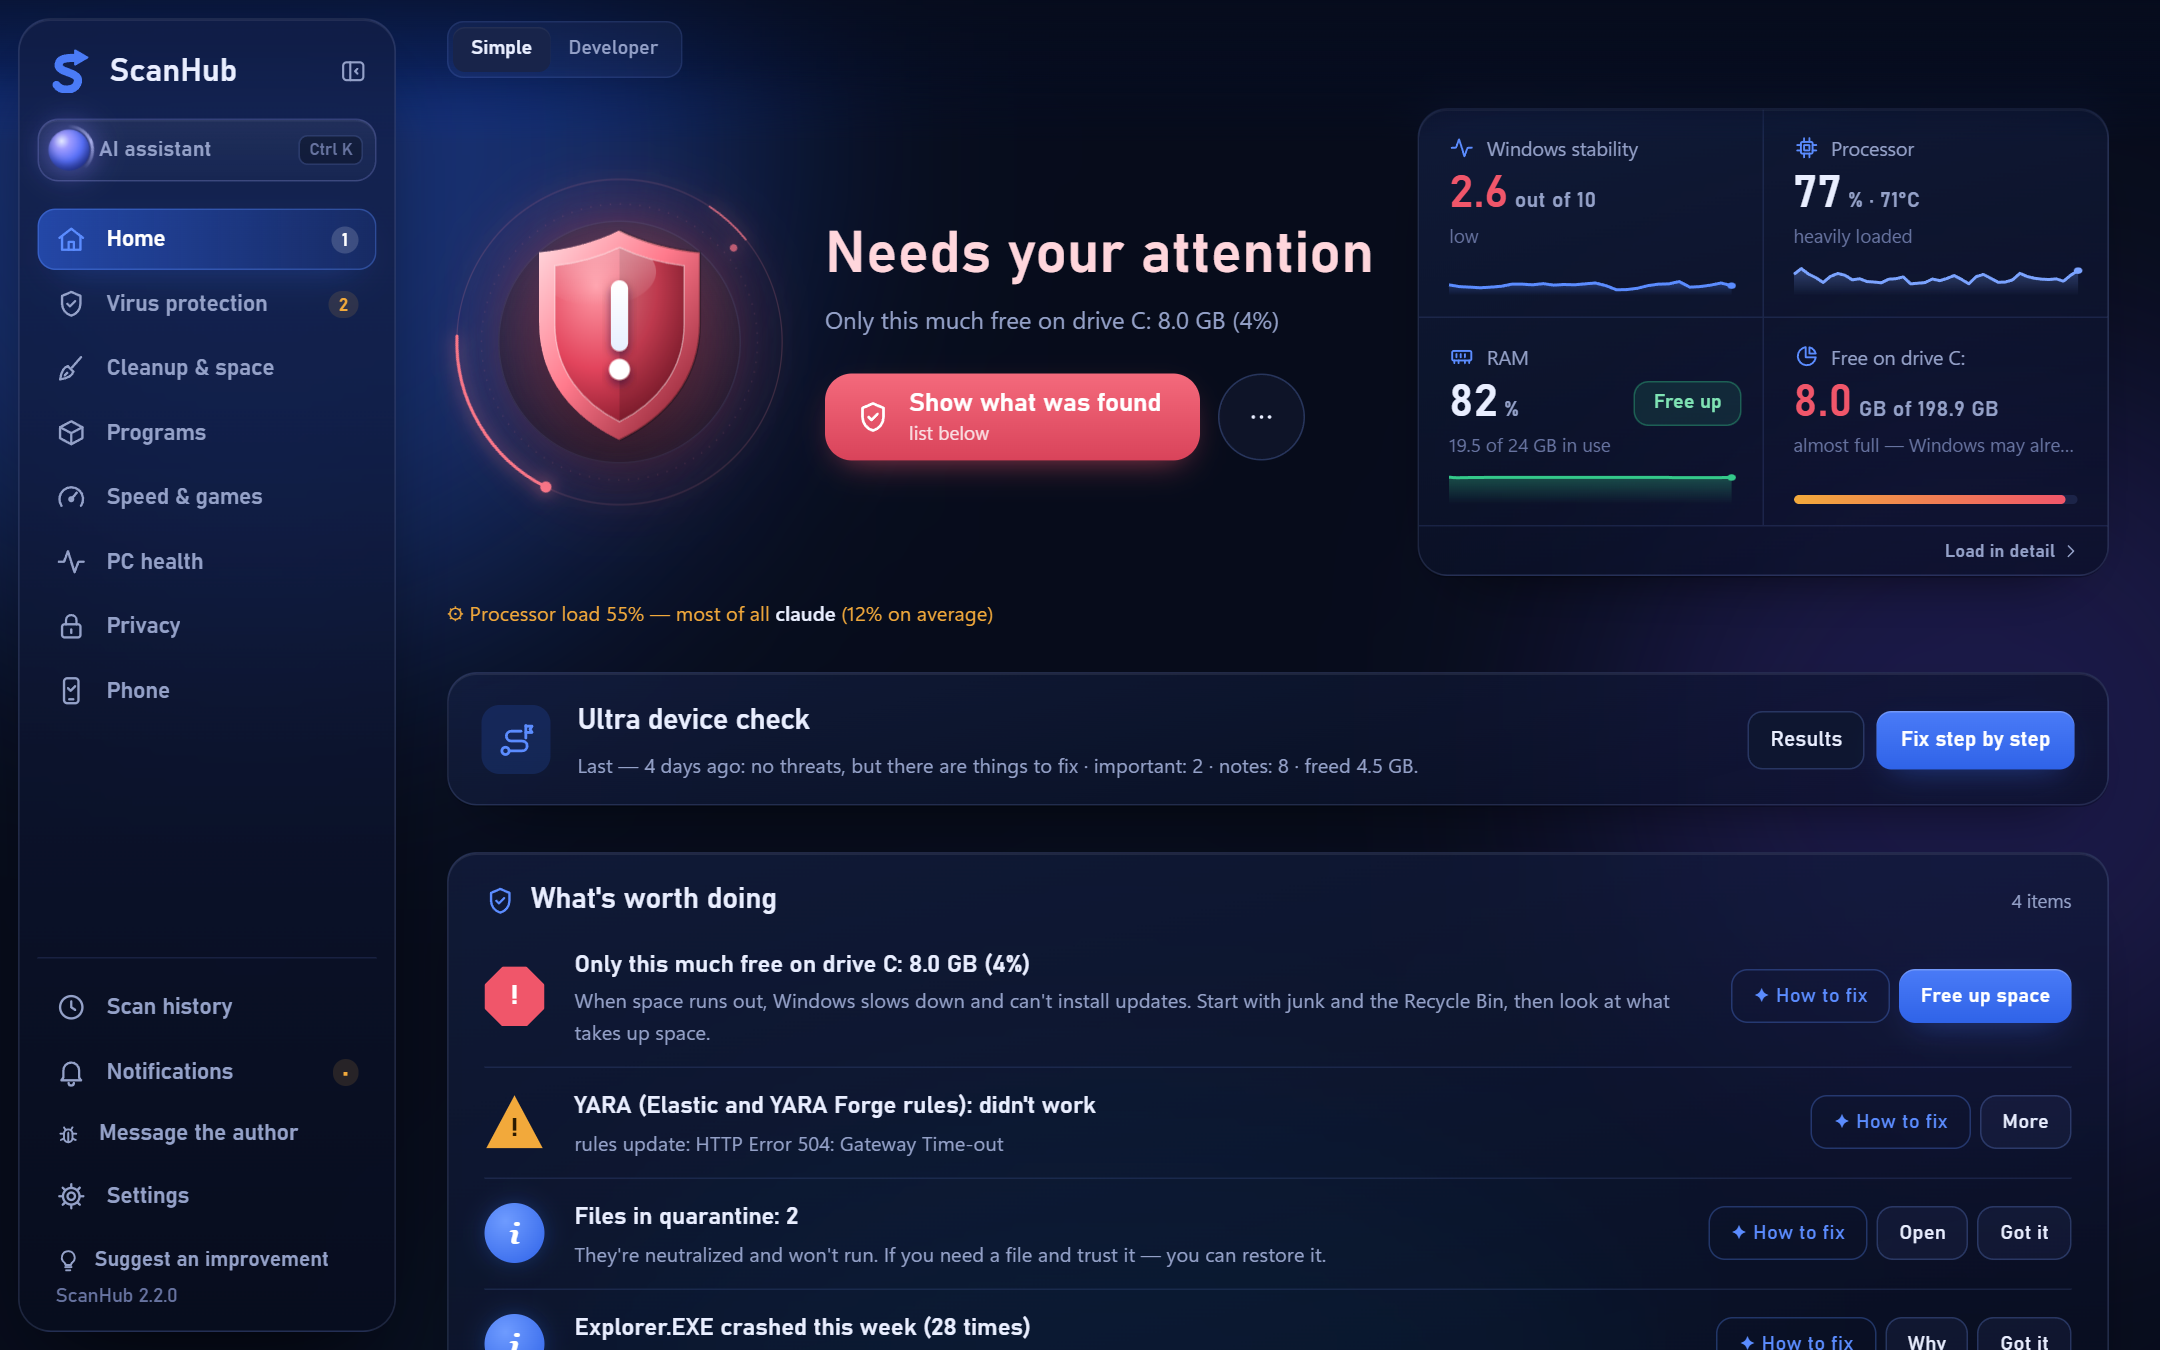 ScanHub
AI assistant
Ctrl K
Home
1
Virus protection
2
Cleanup & space
Programs
Speed & games
PC health
Privacy
Phone
Scan history
Notifications
Message the author
Settings
Suggest an improvement
ScanHub 2.2.0
Simple
Developer
Needs your attention
Only this much free on drive C: 8.0 GB (4%)
Show what was found
list below
Windows stability
2.6 out of 10
low
Processor
77 % · 71°C
heavily loaded
RAM
82 %
Free up
19.5 of 24 GB in use
Free on drive C:
8.0 GB of 198.9 GB
almost full — Windows may alre...
Load in detail
Processor load 55% — most of all claude (12% on average)
Ultra device check
Last — 4 days ago: no threats, but there are things to fix · important: 2 · notes: 8 · freed 4.5 GB.
Results
Fix step by step
What's worth doing
4 items
Only this much free on drive C: 8.0 GB (4%)
When space runs out, Windows slows down and can't install updates. Start with junk and the Recycle Bin, then look at what
takes up space.
How to fix
Free up space
YARA (Elastic and YARA Forge rules): didn't work
rules update: HTTP Error 504: Gateway Time-out
How to fix
More
Files in quarantine: 2
They're neutralized and won't run. If you need a file and trust it — you can restore it.
How to fix
Open
Got it
Explorer.EXE crashed this week (28 times)
How to fix
Why
Got it